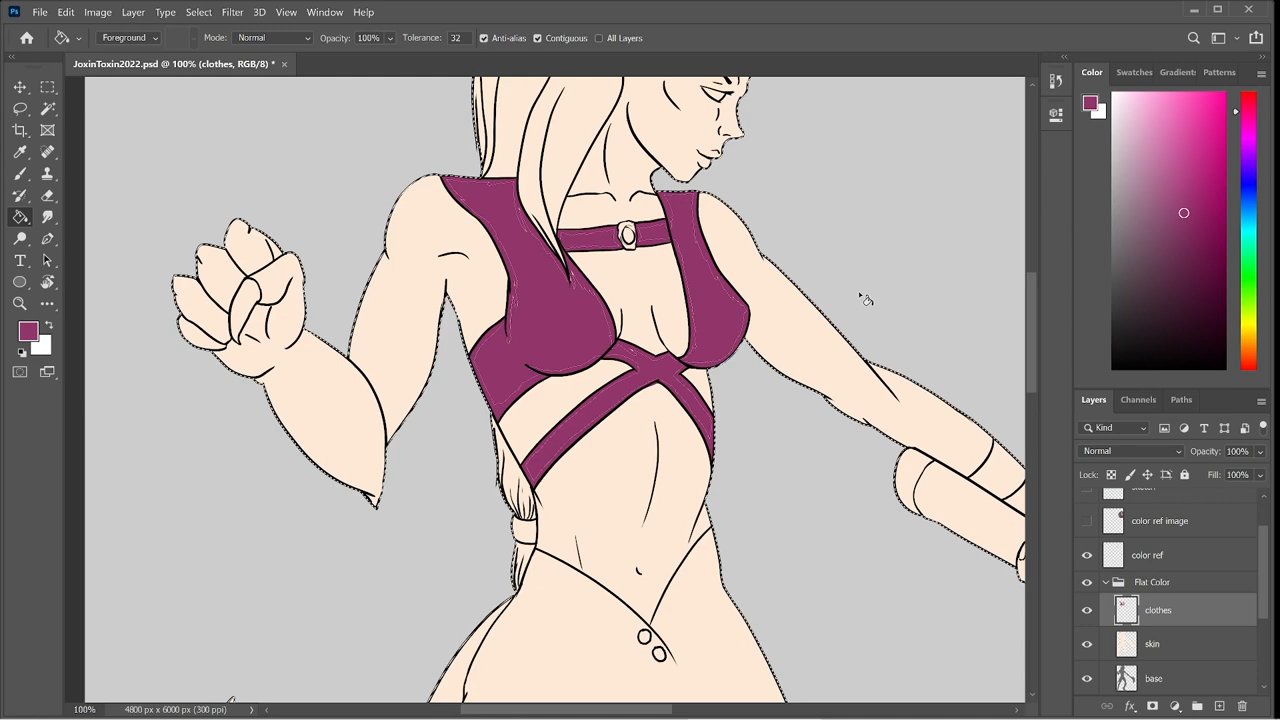 Ps File Edit Image Layer Type Select Filter 3D View Window Help
Foreground Mode: Normal Opacity: 100% Tolerance: 32 Anti-alias Contiguous All Layers
JoxinToxin2022.psd @ 100% (clothes, RGB/8) *
Color Swatches Gradient Patterns
Layers Channels Paths
Kind
Normal Opacity: 100%
Lock: Fill: 100%
color ref image
color ref
Flat Color
clothes
skin
base
fx
100% 4800 px x 6000 px (300 ppi)